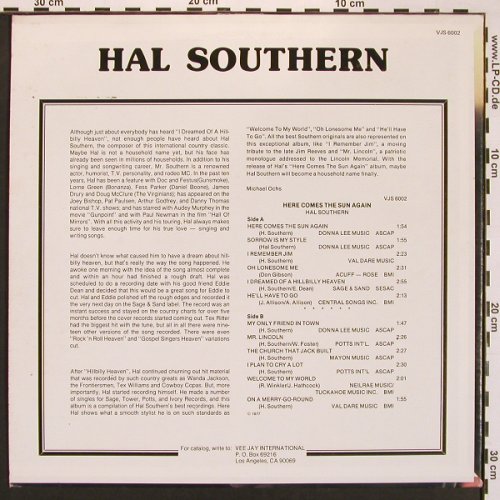 30 cm
20 cm
10 cm
www.LP-CD.de
VJS 6002
HAL SOUTHERN
Although just about everybody has heard "I Dreamed Of A Hill-
billy Heaven", not enough people have heard about Hal
Southern, the composer of this international country classic.
Maybe Hal is not a household name yet, but his face has
already been seen in millions of households. In addition to his
singing and songwriting career, Mr. Southern is a renowned
actor, humorist, T.V. personality, and rodeo MC. In the past ten
years, Hal has been a feature with Doc and Festus(Gunsmoke),
Lorne Green (Bonanza), Fess Parker (Daniel Boone), James
Drury and Doug McClure (The Virginians); has appeared on the
Joey Bishop, Pat Paulsen, Arthur Godfrey, and Danny Thomas
national T.V. shows; and has starred with Audey Murphey in the
movie "Gunpoint" and with Paul Newman in the film "Hall Of
Mirrors". With all this activity and his touring, Hal always makes
sure to leave enough time for his true love — singing and
writing songs.
Hal doesn't know what caused him to have a dream about hill-
billy heaven, but that's really the way the song happened. He
awoke one morning with the idea of the song almost complete
and within an hour had finished a rough draft. Hal was
scheduled to do a recording date with his good friend Eddie
Dean and decided that this would be a great song for Eddie to
cut. Hal and Eddie polished off the rough edges and recorded it
the very next day on the Sage & Sand label. The record was an
instant success and stayed on the country charts for over five
months before the cover records started coming out. Tex Ritter
had the biggest hit with the tune, but all in all there were nine-
teen other versions of the song recorded. There were even
"Rock 'n Roll Heaven" and "Gospel Singers Heaven" variations
cut.
After "Hillbilly Heaven", Hal continued churning out hit material
that was recorded by such country greats as Wanda Jackson,
the Frontiersmen, Tex Williams and Cowboy Copas. But, more
importantly, Hal started recording himself. He made a number
of singles for Sage, Tower, Potts, and Ivory Records, and this
album is a compilation of Hal Southern's best recordings. Here
Hal shows what a smooth stylist he is on such standards as
"Welcome To My World", "Oh Lonesome Me" and "He'll Have
To Go". All the best Southern originals are also represented on
this exceptional album, like "I Remember Jim", a moving
tribute to the late Jim Reeves and "Mr. Lincoln", a patriotic
monologue addressed to the Lincoln Memorial. With the
release of Hal's "Here Comes The Sun Again" album, maybe
Hal Southern will become a household name finally.
Michael Ochs
VJS 6002
HERE COMES THE SUN AGAIN
HAL SOUTHERN
Side A
HERE COMES THE SUN AGAIN 1:54
(H. Southern) DONNA LEE MUSIC ASCAP
SORROW IS MY STYLE 1:55
(Hal Southern) DONNA LEE MUSIC ASCAP
I REMEMBER JIM 2:23
(H. Southern) VAL DARE MUSIC
OH LONESOME ME 2:31
(Don Gibson) ACUFF — ROSE BMI
I DREAMED OF A HILLBILLY HEAVEN 2:51
(H. Southern/E. Dean) SAGE & SAND SESAC
HE'LL HAVE TO GO 2:21
(J. Allison/A. Allison) CENTRAL SONGS INC. BMI
* * * * * *
Side B
MY ONLY FRIEND IN TOWN 1:47
(H. Southern) DONNA LEE MUSIC ASCAP
MR. LINCOLN 2:26
(H. Southern/W. Foster) POTTS INT'L. ASCAP
THE CHURCH THAT JACK BUILT 2:21
(H. Southern) MAYON MUSIC ASCAP
I PLAN TO CRY A LOT 2:30
(H. Southern) POTTS INT'L. ASCAP
WELCOME TO MY WORLD 2:01
(R. Winkler/J. Hathcock) NEILRAE MUSIC/
TUCKAHOE MUSIC INC. BMI
ON A MERRY-GO-ROUND 1:55
(H. Southern) VAL DARE MUSIC BMI
© 1977
For catalog, write to: VEE JAY INTERNATIONAL
P. O. Box 69216
Los Angeles, CA 90069
10 cm
20 cm
30 cm